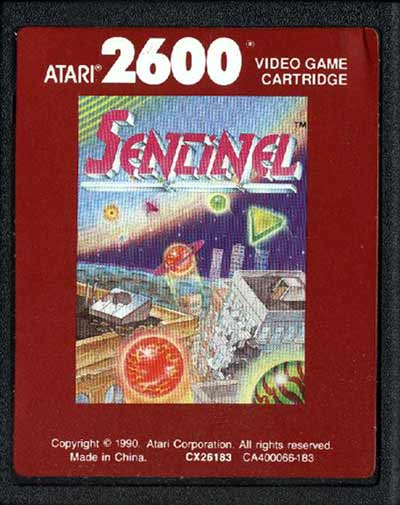 ATARI® 2600® VIDEO GAME
CARTRIDGE
SENTINEL™
Copyright © 1990. Atari Corporation. All rights reserved.
Made in China. CX26183 CA400066-183